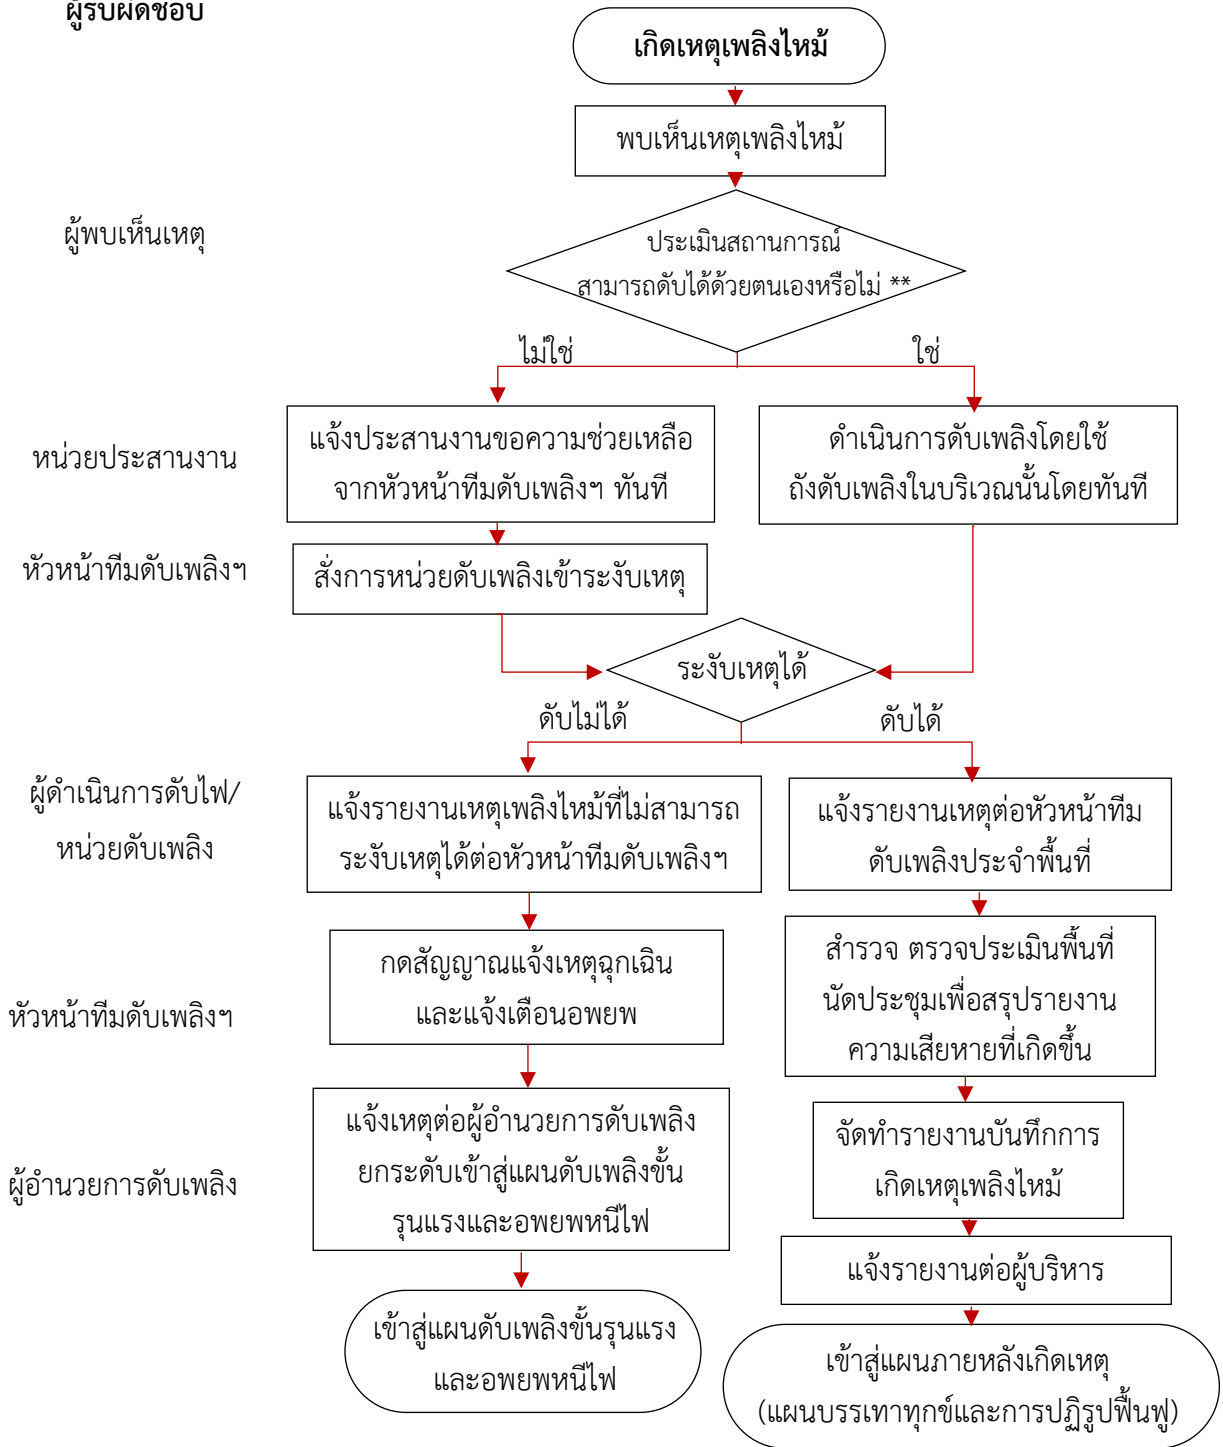 ผู้รับผิดชอบ
เกิดเหตุเพลิงไหม้
พบเห็นเหตุเพลิงไหม้
ผู้พบเห็นเหตุ
ประเมินสถานการณ์
สามารถดับได้ด้วยตนเองหรือไม่ **
ไม่ใช่
ใช่
หน่วยประสานงาน
แจ้งประสานงานขอความช่วยเหลือ
จากหัวหน้าทีมดับเพลิงฯ ทันที
ดำเนินการดับเพลิงโดยใช้
ถังดับเพลิงในบริเวณนั้นโดยทันที
หัวหน้าทีมดับเพลิงฯ
สั่งการหน่วยดับเพลิงเข้าระงับเหตุ
ระงับเหตุได้
ดับไม่ได้
ดับได้
ผู้ดำเนินการดับไฟ/
หน่วยดับเพลิง
แจ้งรายงานเหตุเพลิงไหม้ที่ไม่สามารถ
ระงับเหตุได้ต่อหัวหน้าทีมดับเพลิงฯ
แจ้งรายงานเหตุต่อหัวหน้าทีม
ดับเพลิงประจำพื้นที่
หัวหน้าทีมดับเพลิงฯ
กดสัญญาณแจ้งเหตุฉุกเฉิน
และแจ้งเตือนอพยพ
สำรวจ ตรวจประเมินพื้นที่
นัดประชุมเพื่อสรุปรายงาน
ความเสียหายที่เกิดขึ้น
ผู้อำนวยการดับเพลิง
แจ้งเหตุต่อผู้อำนวยการดับเพลิง
ยกระดับเข้าสู่แผนดับเพลิงขั้น
รุนแรงและอพยพหนีไฟ
จัดทำรายงานบันทึกการ
เกิดเหตุเพลิงไหม้
แจ้งรายงานต่อผู้บริหาร
เข้าสู่แผนดับเพลิงขั้นรุนแรง
และอพยพหนีไฟ
เข้าสู่แผนภายหลังเกิดเหตุ
(แผนบรรเทาทุกข์และการปฏิรูปฟื้นฟู)